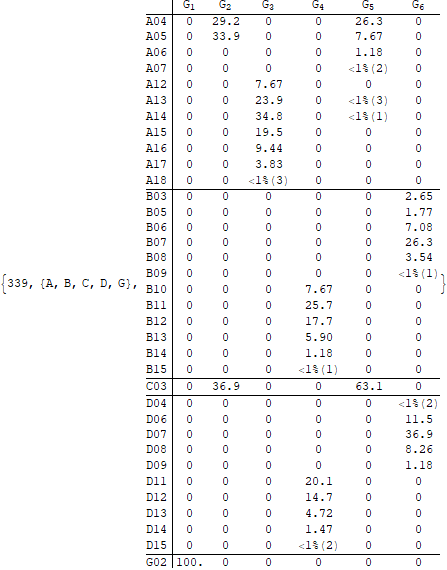 G1 G2 G3 G4 G5 G6
A04 0 29.2 0 0 26.3 0
A05 0 33.9 0 0 7.67 0
A06 0 0 0 0 1.18 0
A07 0 0 0 0 <1%(2) 0
A12 0 0 7.67 0 0 0
A13 0 0 23.9 0 <1%(3) 0
A14 0 0 34.8 0 <1%(1) 0
A15 0 0 19.5 0 0 0
A16 0 0 9.44 0 0 0
A17 0 0 3.83 0 0 0
A18 0 0 <1%(3) 0 0 0
B03 0 0 0 0 0 2.65
B05 0 0 0 0 0 1.77
B06 0 0 0 0 0 7.08
B07 0 0 0 0 0 26.3
B08 0 0 0 0 0 3.54
B09 0 0 0 0 0 <1%(1)
{339, {A, B, C, D, G}, }
B10 0 0 0 7.67 0 0
B11 0 0 0 25.7 0 0
B12 0 0 0 17.7 0 0
B13 0 0 0 5.90 0 0
B14 0 0 0 1.18 0 0
B15 0 0 0 <1%(1) 0 0
C03 0 36.9 0 0 63.1 0
D04 0 0 0 0 0 <1%(2)
D06 0 0 0 0 0 11.5
D07 0 0 0 0 0 36.9
D08 0 0 0 0 0 8.26
D09 0 0 0 0 0 1.18
D11 0 0 0 20.1 0 0
D12 0 0 0 14.7 0 0
D13 0 0 0 4.72 0 0
D14 0 0 0 1.47 0 0
D15 0 0 0 <1%(2) 0 0
G02 100. 0 0 0 0 0